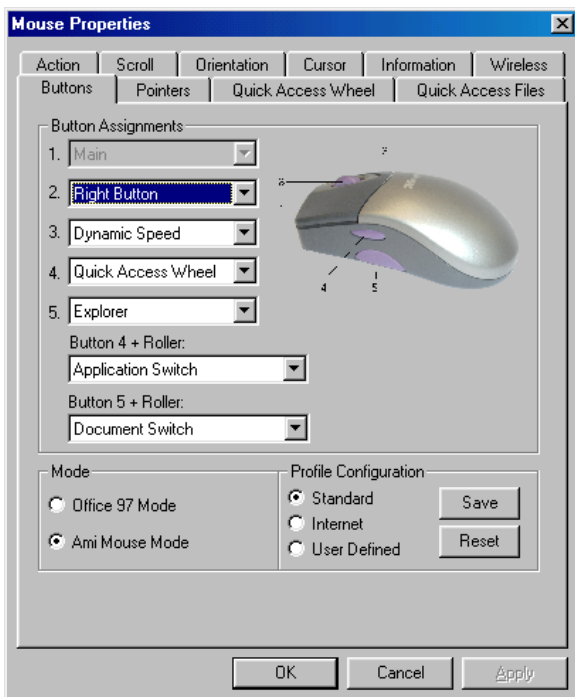 Mouse Properties
Action Scroll Orientation Cursor Information Wireless
Buttons Pointers Quick Access Wheel Quick Access Files
Button Assignments
1. Main
2. Right Button
3. Dynamic Speed
4. Quick Access Wheel
5. Explorer
4 5
Button 4 + Roller:
Application Switch
Button 5 + Roller:
Document Switch
Mode
Office 97 Mode
Ami Mouse Mode
Profile Configuration
Standard
Internet
User Defined
Save
Reset
OK Cancel Apply